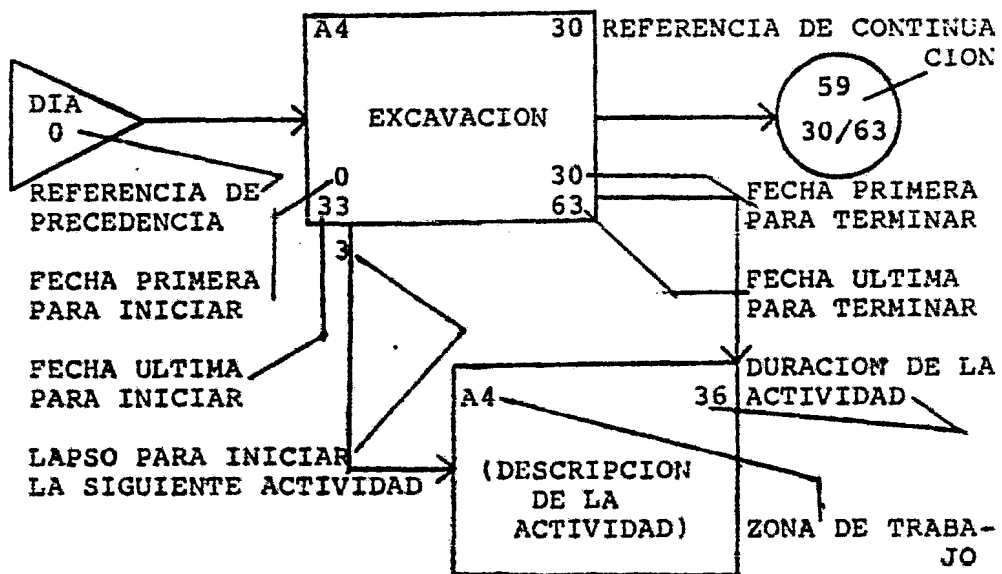 A4 30 REFERENCIA DE CONTINUA
CION
DIA
0
EXCAVACION
59
30/63
0
33
30
63
REFERENCIA DE
PRECEDENCIA
FECHA PRIMERA
PARA TERMINAR
3
FECHA PRIMERA
PARA INICIAR
FECHA ULTIMA
PARA TERMINAR
FECHA ULTIMA
PARA INICIAR
DURACION DE LA
ACTIVIDAD
A4 36
LAPSO PARA INICIAR
LA SIGUIENTE ACTIVIDAD
(DESCRIPCION
DE LA
ACTIVIDAD)
ZONA DE TRABA-
JO